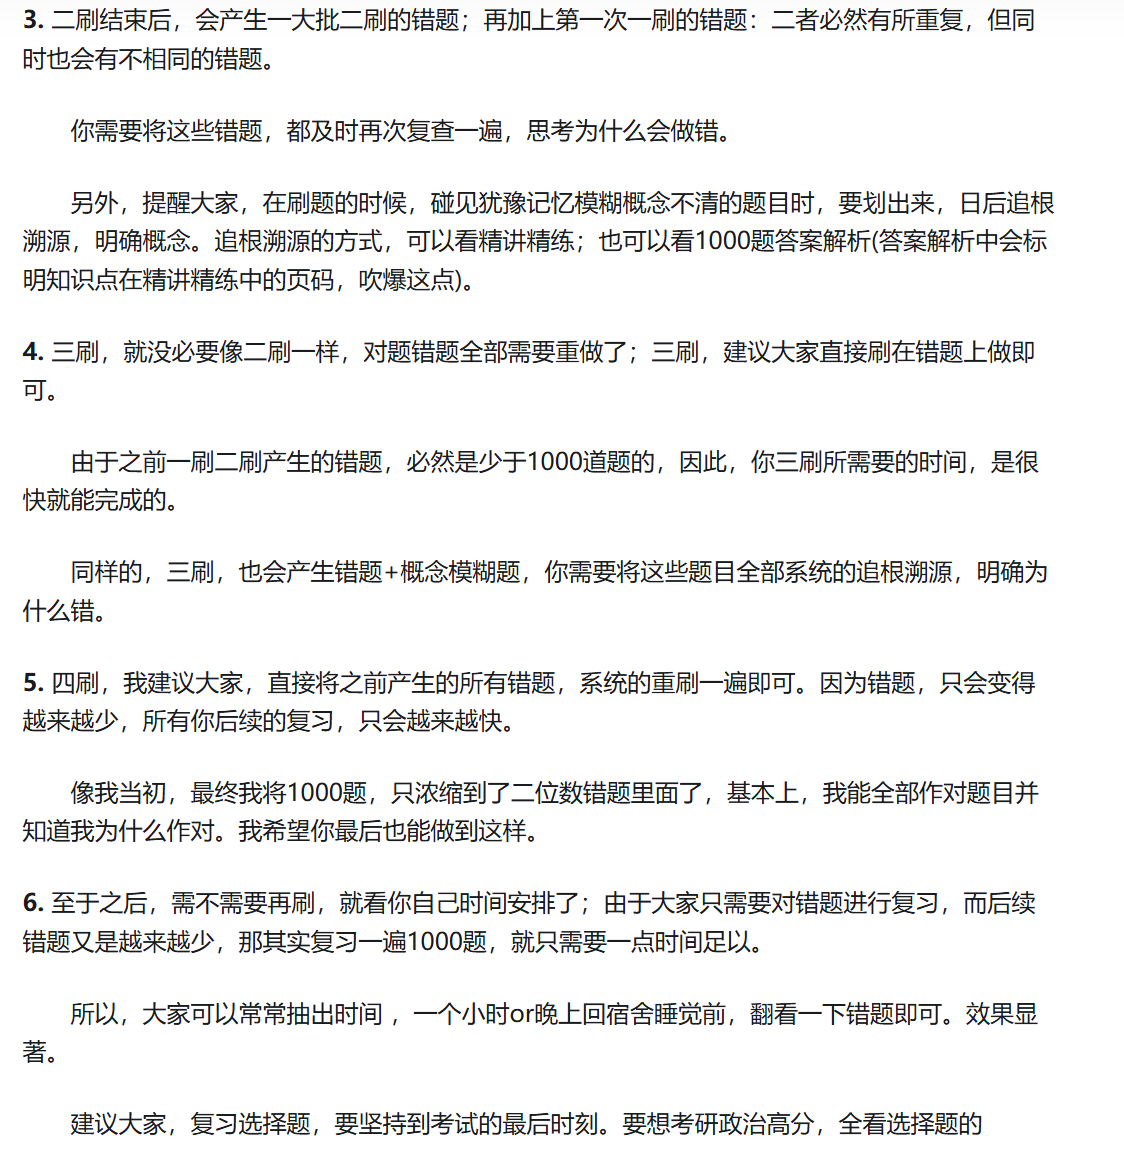 3. 二刷结束后，会产生一大批二刷的错题；再加上第一次一刷的错题：二者必然有所重复，但同
时也会有不相同的错题。
你需要将这些错题，都及时再次复查一遍，思考为什么会做错。
另外，提醒大家，在刷题的时候，碰见犹豫记忆模糊概念不清的题目时，要划出来，日后追根
溯源，明确概念。追根溯源的方式，可以看精讲精练；也可以看1000题答案解析(答案解析中会标
明知识点在精讲精练中的页码，吹爆这点)。
4. 三刷，就没必要像二刷一样，对题错题全部需要重做了；三刷，建议大家直接刷在错题上做即
可。
由于之前一刷二刷产生的错题，必然是少于1000道题的，因此，你三刷所需要的时间，是很
快就能完成的。
同样的，三刷，也会产生错题+概念模糊题，你需要将这些题目全部系统的追根溯源，明确为
什么错。
5. 四刷，我建议大家，直接将之前产生的所有错题，系统的重刷一遍即可。因为错题，只会变得
越来越少，所有你后续的复习，只会越来越快。
像我当初，最终我将1000题，只浓缩到了二位数错题里面了，基本上，我能全部作对题目并
知道我为什么作对。我希望你最后也能做到这样。
6. 至于之后，需不需要再刷，就看你自己时间安排了；由于大家只需要对错题进行复习，而后续
错题又是越来越少，那其实复习一遍1000题，就只需要一点时间足以。
所以，大家可以常常抽出时间 ，一个小时or晚上回宿舍睡觉前，翻看一下错题即可。效果显
著。
建议大家，复习选择题，要坚持到考试的最后时刻。要想考研政治高分，全看选择题的